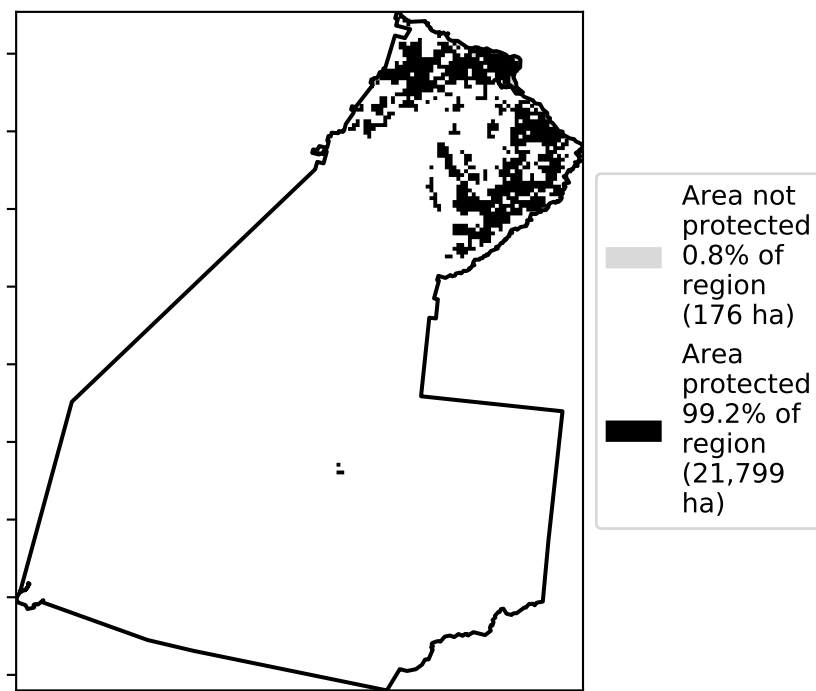 Area not
protected
0.8% of
region
(176 ha)
Area
protected
99.2% of
region
(21,799
ha)